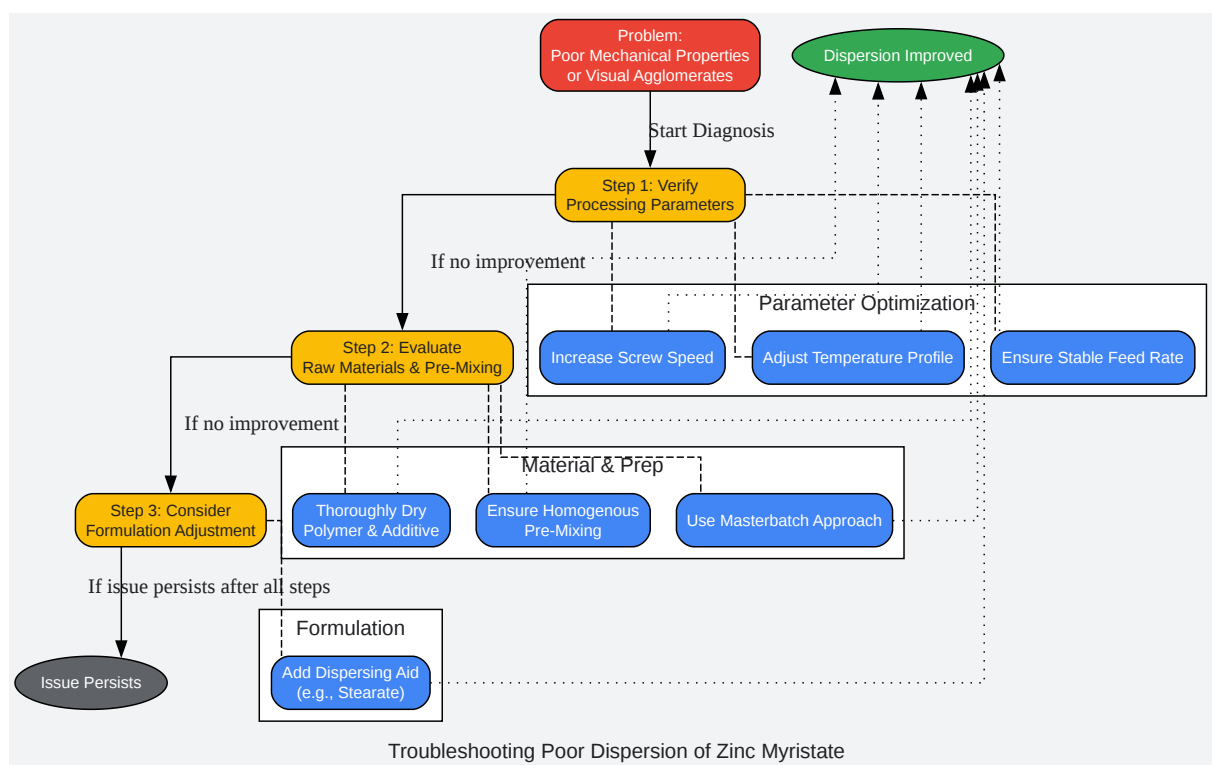 Problem:
Poor Mechanical Properties
or Visual Agglomerates
Dispersion Improved
Start Diagnosis
Step 1: Verify
Processing Parameters
If no improvement
Parameter Optimization
Increase Screw Speed
Adjust Temperature Profile
Ensure Stable Feed Rate
Step 2: Evaluate
Raw Materials & Pre-Mixing
If no improvement
Material & Prep
Thoroughly Dry
Polymer & Additive
Ensure Homogenous
Pre-Mixing
Use Masterbatch Approach
Step 3: Consider
Formulation Adjustment
If issue persists after all steps
Formulation
Add Dispersing Aid
(e.g., Stearate)
Issue Persists
Troubleshooting Poor Dispersion of Zinc Myristate